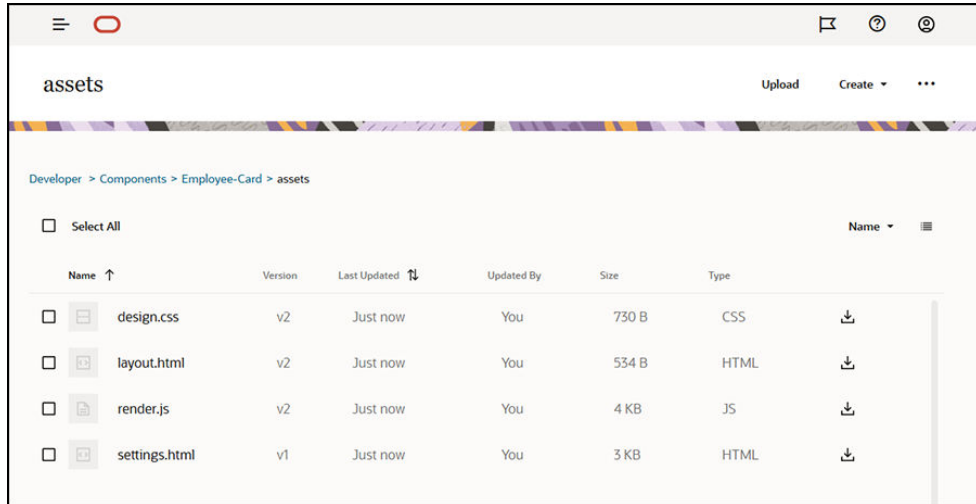 assets
Upload Create
Developer > Components > Employee-Card > assets
Select All Name
Name Version Last Updated Updated By Size Type
design.css v2 Just now You 730 B CSS
layout.html v2 Just now You 534 B HTML
render.js v2 Just now You 4 KB JS
settings.html v1 Just now You 3 KB HTML